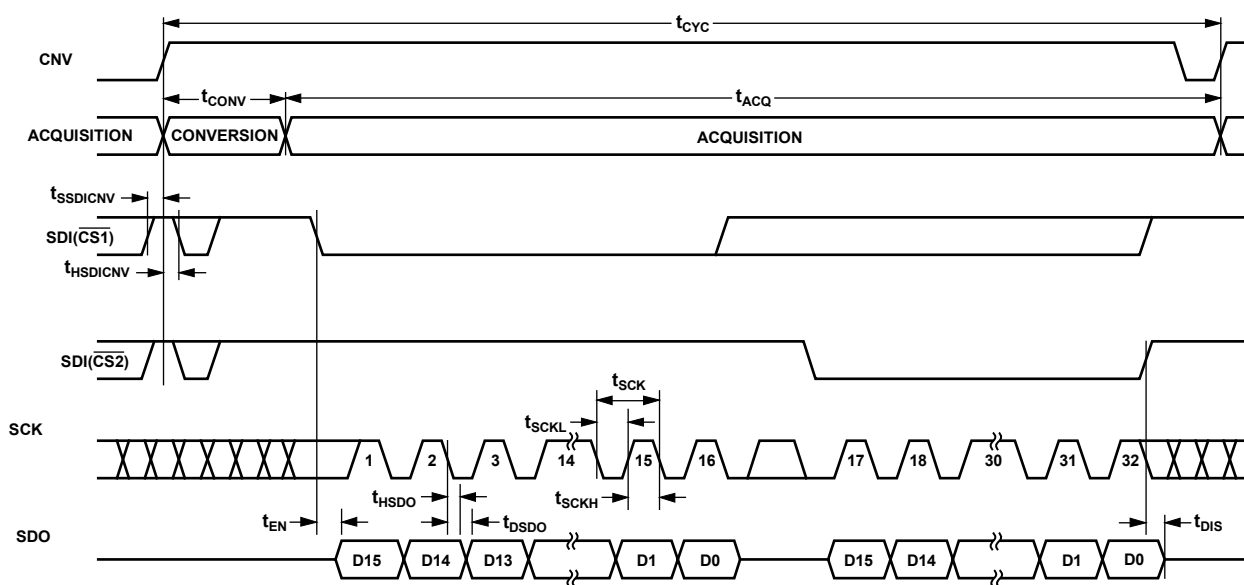 tCYC
CNV
tCONV
tACQ
ACQUISITION
CONVERSION
ACQUISITION
tSSDICNV
SDI(CS1)
tHSDICNV
SDI(CS2)
tSCK
SCK
tSCKL
1 2 3 14 15 16 17 18 30 31 32
tHSDO
tSCKH
tEN
tDSDO
tDIS
SDO
D15 D14 D13 D1 D0 D15 D14 D1 D0